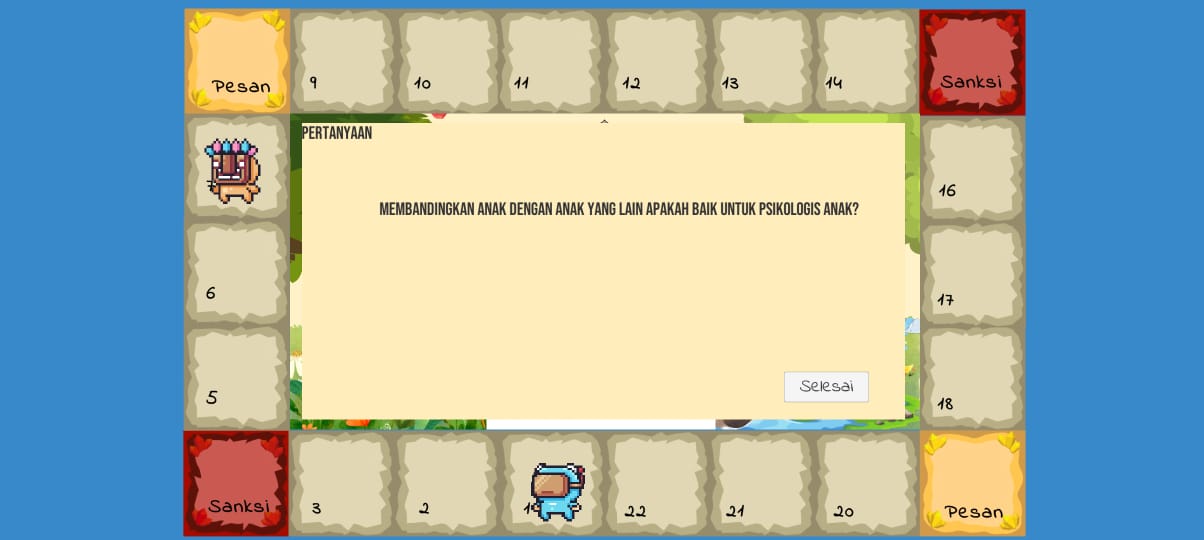 Pesan
9
10
11
12
13
14
Sanksi
PERTANYAAN
16
MEMBANDINGKAN ANAK DENGAN ANAK YANG LAIN APAKAH BAIK UNTUK PSIKOLOGIS ANAK?
6
17
Selesai
5
18
Sanksi
3
2
1
22
21
20
Pesan